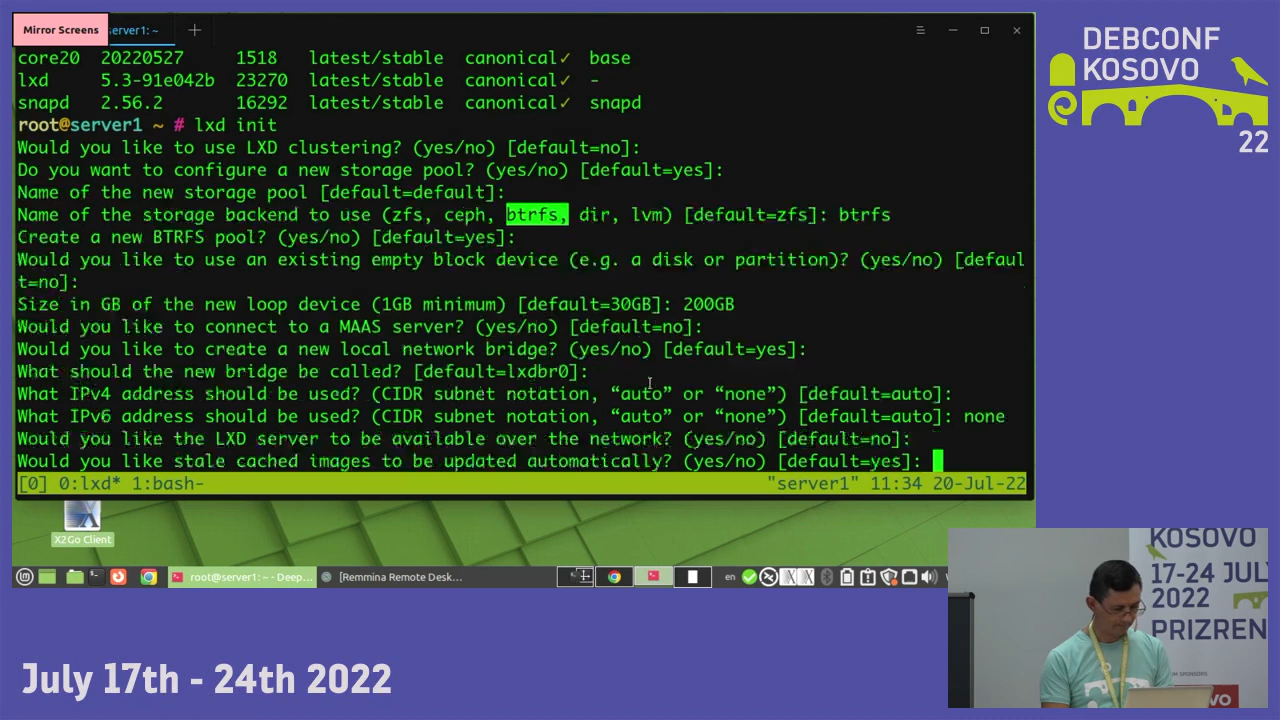 Mirror Screens
erver1: ~
core20 20220527 1518 latest/stable canonical✓ base
lxd 5.3-91e042b 23270 latest/stable canonical✓ -
snapd 2.56.2 16292 latest/stable canonical✓ snapd
root@server1 ~ # lxd init
Would you like to use LXD clustering? (yes/no) [default=no]:
Do you want to configure a new storage pool? (yes/no) [default=yes]:
Name of the new storage pool [default=default]:
Name of the storage backend to use (zfs, ceph, btrfs, dir, lvm) [default=zfs]: btrfs
Create a new BTRFS pool? (yes/no) [default=yes]:
Would you like to use an existing empty block device (e.g. a disk or partition)? (yes/no) [defaul
t=no]:
Size in GB of the new loop device (1GB minimum) [default=30GB]: 200GB
Would you like to connect to a MAAS server? (yes/no) [default=no]:
Would you like to create a new local network bridge? (yes/no) [default=yes]:
What should the new bridge be called? [default=lxdbr0]:
What IPv4 address should be used? (CIDR subnet notation, “auto” or “none”) [default=auto]:
What IPv6 address should be used? (CIDR subnet notation, “auto” or “none”) [default=auto]: none
Would you like the LXD server to be available over the network? (yes/no) [default=no]:
Would you like stale cached images to be updated automatically? (yes/no) [default=yes]:
[0] 0:lxd* 1:bash- "server1" 11:34 20-Jul-22
X2Go Client
root@server1: ~ - Deep...
[Remmina Remote Desk...
en
DEBCONF
KOSOVO
22
KOSOVO
17-24 JUL
2022
PRIZREN
SPONSORS
VO
July 17th - 24th 2022